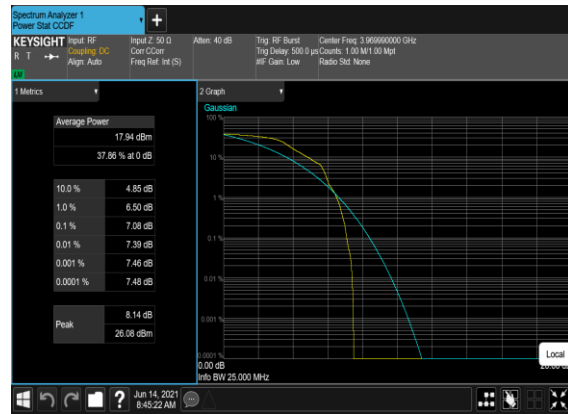 Spectrum Analyzer 1
Power Stat CCDF
KEYSIGHT
R T
LXI
Input: RF
Coupling: DC
Align: Auto
Input Z: 50 Ω
Corr CCorr
Freq Ref: Int (S)
Atten: 40 dB
Trig: RF Burst
Trig Delay: 500.0 µs
#IF Gain: Low
Center Freq: 3.969990000 GHz
Counts: 1.00 M/1.00 Mpt
Radio Std: None
1 Metrics
Average Power
17.94 dBm
37.86 % at 0 dB
10.0 % 4.85 dB
1.0 % 6.50 dB
0.1 % 7.08 dB
0.01 % 7.39 dB
0.001 % 7.46 dB
0.0001 % 7.48 dB
Peak
8.14 dB
26.08 dBm
2 Graph
Gaussian
100 %
10 %
1 %
0.1 %
0.01 %
0.001 %
0.0001 %
0.00 dB
Info BW 25.000 MHz
Local
?
Jun 14, 2021
8:45:22 AM